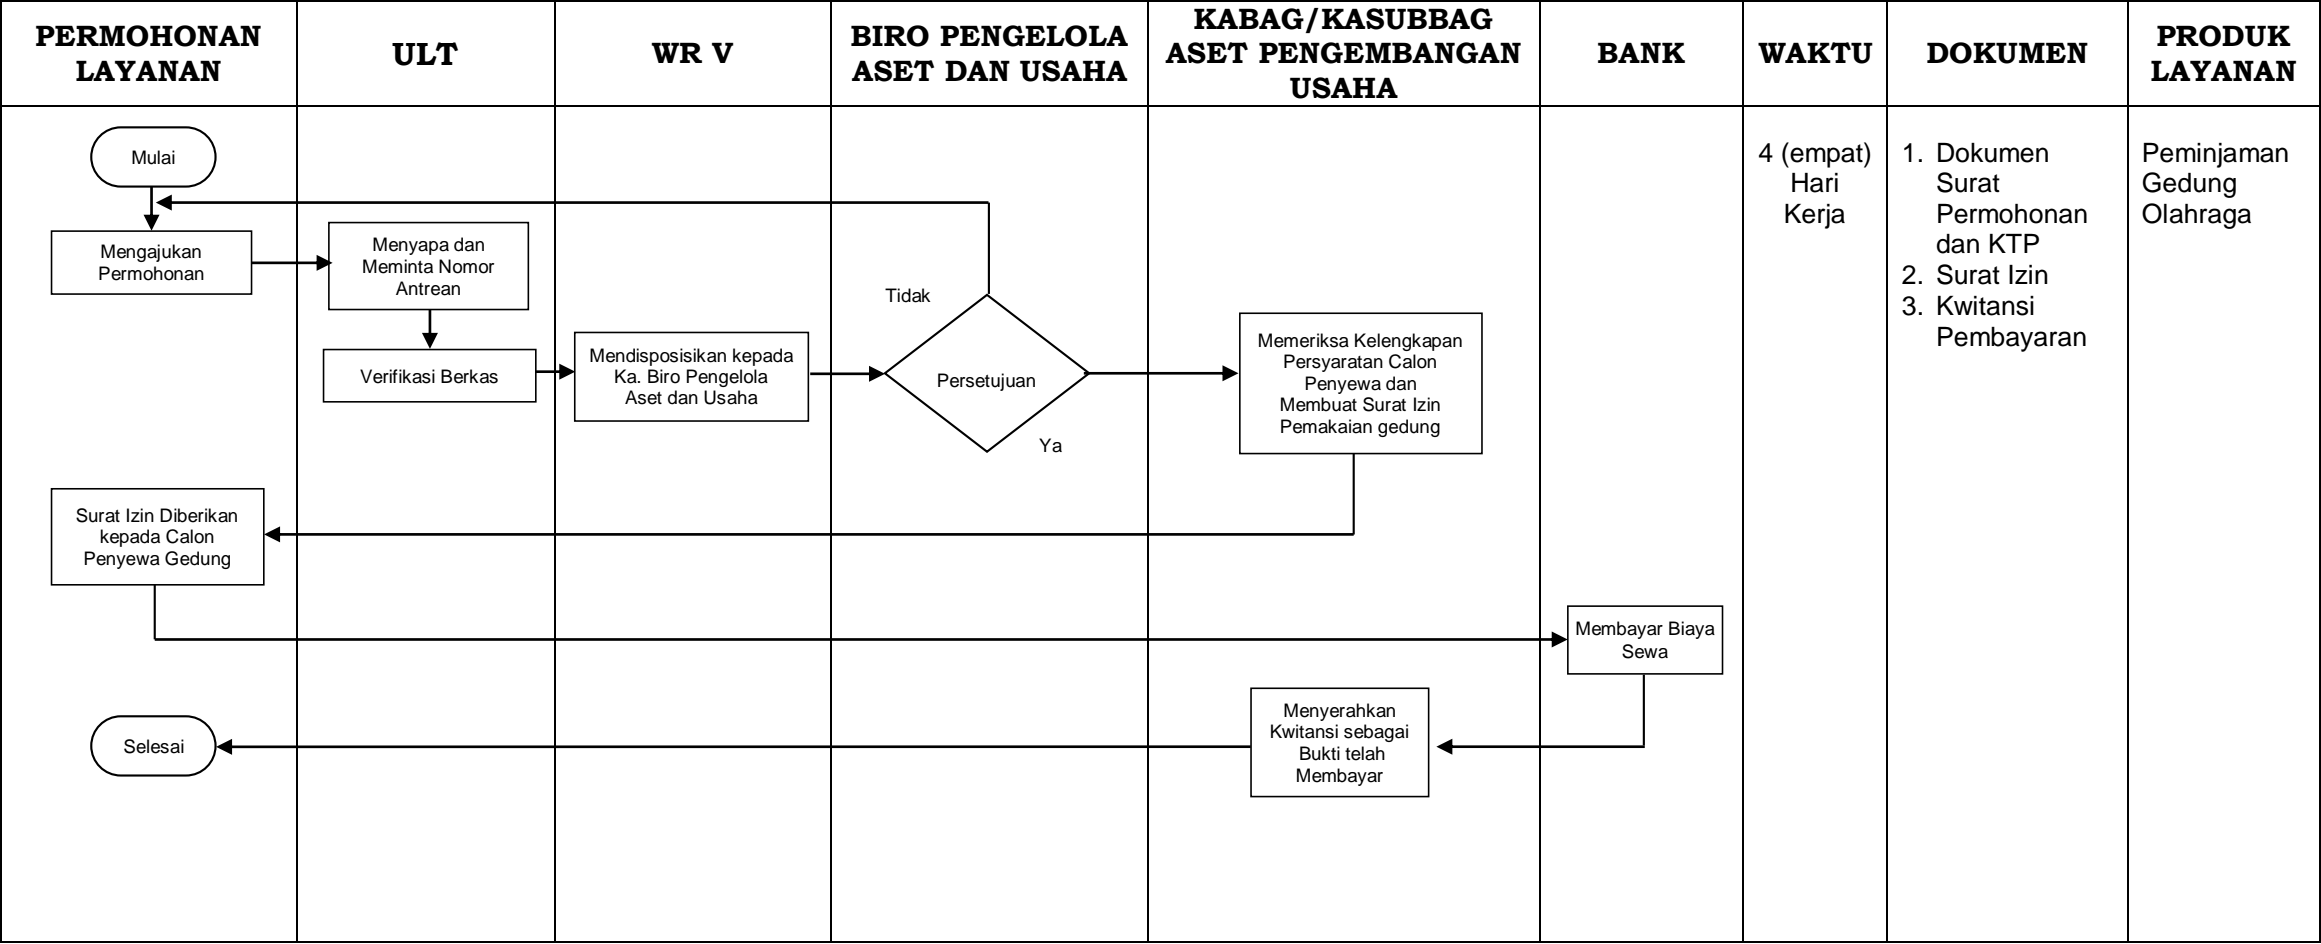 PERMOHONAN
LAYANAN
ULT
WR V
BIRO PENGELOLA
ASET DAN USAHA
KABAG/KASUBBAG
ASET PENGEMBANGAN
USAHA
BANK
WAKTU
DOKUMEN
PRODUK
LAYANAN
Mulai
Mengajukan
Permohonan
Menyapa dan
Meminta Nomor
Antrean
Verifikasi Berkas
Mendisposisikan kepada
Ka. Biro Pengelola
Aset dan Usaha
Tidak
Persetujuan
Ya
Memeriksa Kelengkapan
Persyaratan Calon
Penyewa dan
Membuat Surat Izin
Pemakaian gedung
Surat Izin Diberikan
kepada Calon
Penyewa Gedung
Membayar Biaya
Sewa
Menyerahkan
Kwitansi sebagai
Bukti telah
Membayar
Selesai
4 (empat)
Hari
Kerja
1. Dokumen
Surat
Permohonan
dan KTP
2. Surat Izin
3. Kwitansi
Pembayaran
Peminjaman
Gedung
Olahraga